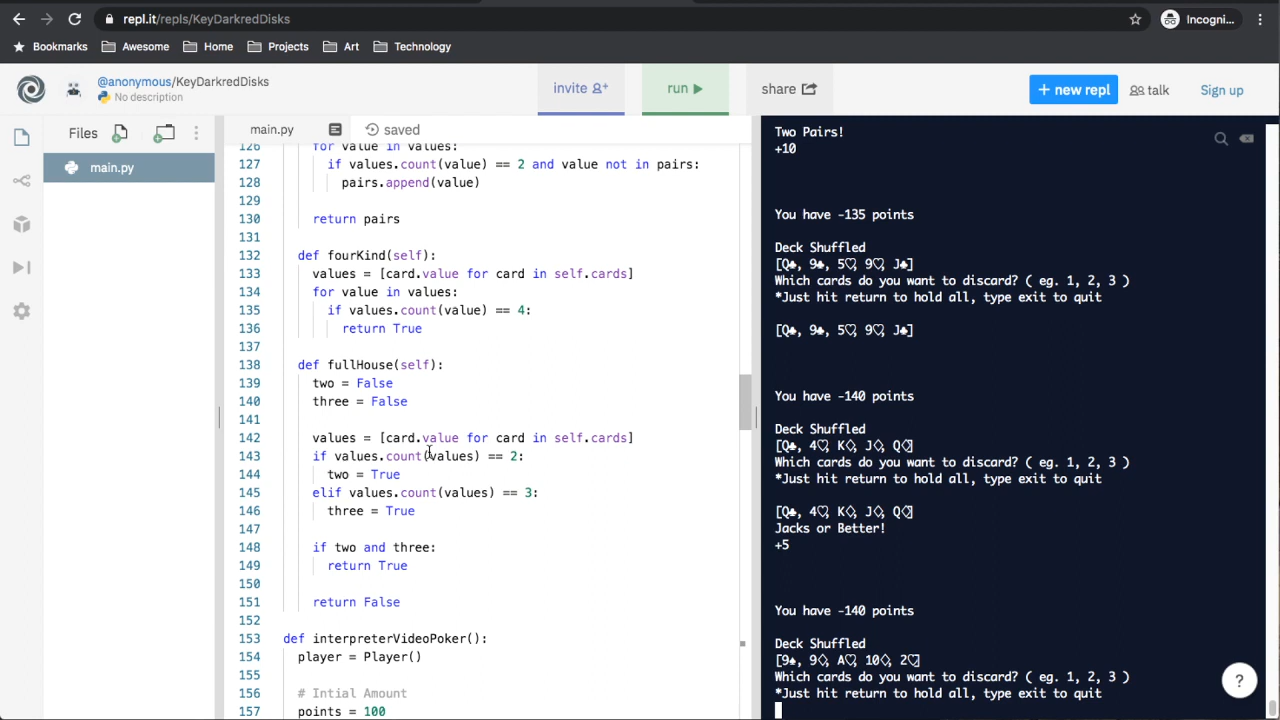 repl.it/repls/KeyDarkredDisks
Incogni...
Bookmarks Awesome Home Projects Art Technology
@anonymous/KeyDarkredDisks
No description
invite
run
share
+ new repl
talk
Sign up
Files
main.py
main.py
saved
126 for value in values:
127 if values.count(value) == 2 and value not in pairs:
128 pairs.append(value)
129
130 return pairs
131
132 def fourKind(self):
133 values = [card.value for card in self.cards]
134 for value in values:
135 if values.count(value) == 4:
136 return True
137
138 def fullHouse(self):
139 two = False
140 three = False
141
142 values = [card.value for card in self.cards]
143 if values.count(values) == 2:
144 two = True
145 elif values.count(values) == 3:
146 three = True
147
148 if two and three:
149 return True
150
151 return False
152
153 def interpreterVideoPoker():
154 player = Player()
155
156 # Intial Amount
157 points = 100
Two Pairs!
+10
You have -135 points
Deck Shuffled
[Q♣, 9♣, 5♡, 9♡, J♣]
Which cards do you want to discard? ( eg. 1, 2, 3 )
*Just hit return to hold all, type exit to quit
[Q♣, 9♣, 5♡, 9♡, J♣]
You have -140 points
Deck Shuffled
[Q♣, 4♡, K♢, J♢, Q♢]
Which cards do you want to discard? ( eg. 1, 2, 3 )
*Just hit return to hold all, type exit to quit
[Q♣, 4♡, K♢, J♢, Q♢]
Jacks or Better!
+5
You have -140 points
Deck Shuffled
[9♠, 9♢, A♡, 10♢, 2♡]
Which cards do you want to discard? ( eg. 1, 2, 3 )
*Just hit return to hold all, type exit to quit
?